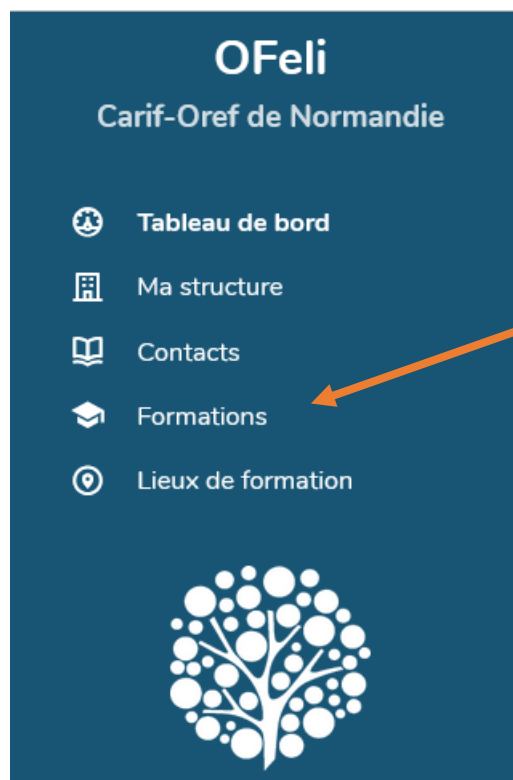 OFeli
Carif-Oref de Normandie
Tableau de bord
Ma structure
Contacts
Formations
Lieux de formation